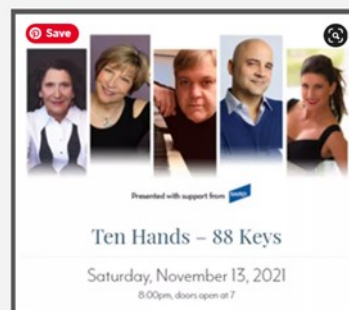 Save
Presented with support from
Ten Hands – 88 Keys
Saturday, November 13, 2021
8:00pm, doors open at 7